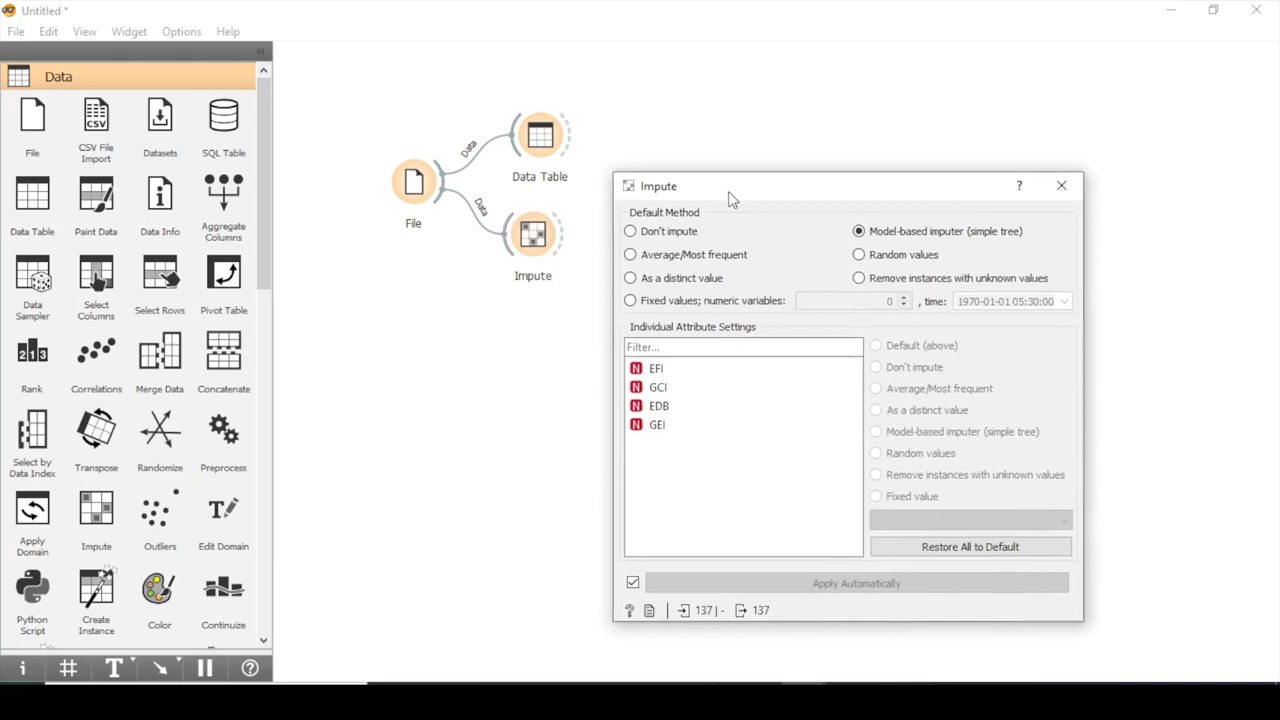 Untitled *
File Edit View Widget Options Help
Data
File
CSV File Import
Datasets
SQL Table
Data Table
Paint Data
Data Info
Aggregate Columns
Data Sampler
Select Columns
Select Rows
Pivot Table
Rank
Correlations
Merge Data
Concatenate
Select by Data Index
Transpose
Randomize
Preprocess
Apply Domain
Impute
Outliers
Edit Domain
Python Script
Create Instance
Color
Continuize
File
Data
Data Table
Data
Impute
Impute
Default Method
Don't impute
Model-based imputer (simple tree)
Average/Most frequent
Random values
As a distinct value
Remove instances with unknown values
Fixed values; numeric variables: 0 , time: 1970-01-01 05:30:00
Individual Attribute Settings
Filter...
N EFI
N GCI
N EDB
N GEI
Default (above)
Don't impute
Average/Most frequent
As a distinct value
Model-based imputer (simple tree)
Random values
Remove instances with unknown values
Fixed value
Restore All to Default
Apply Automatically
? 137 | - 137